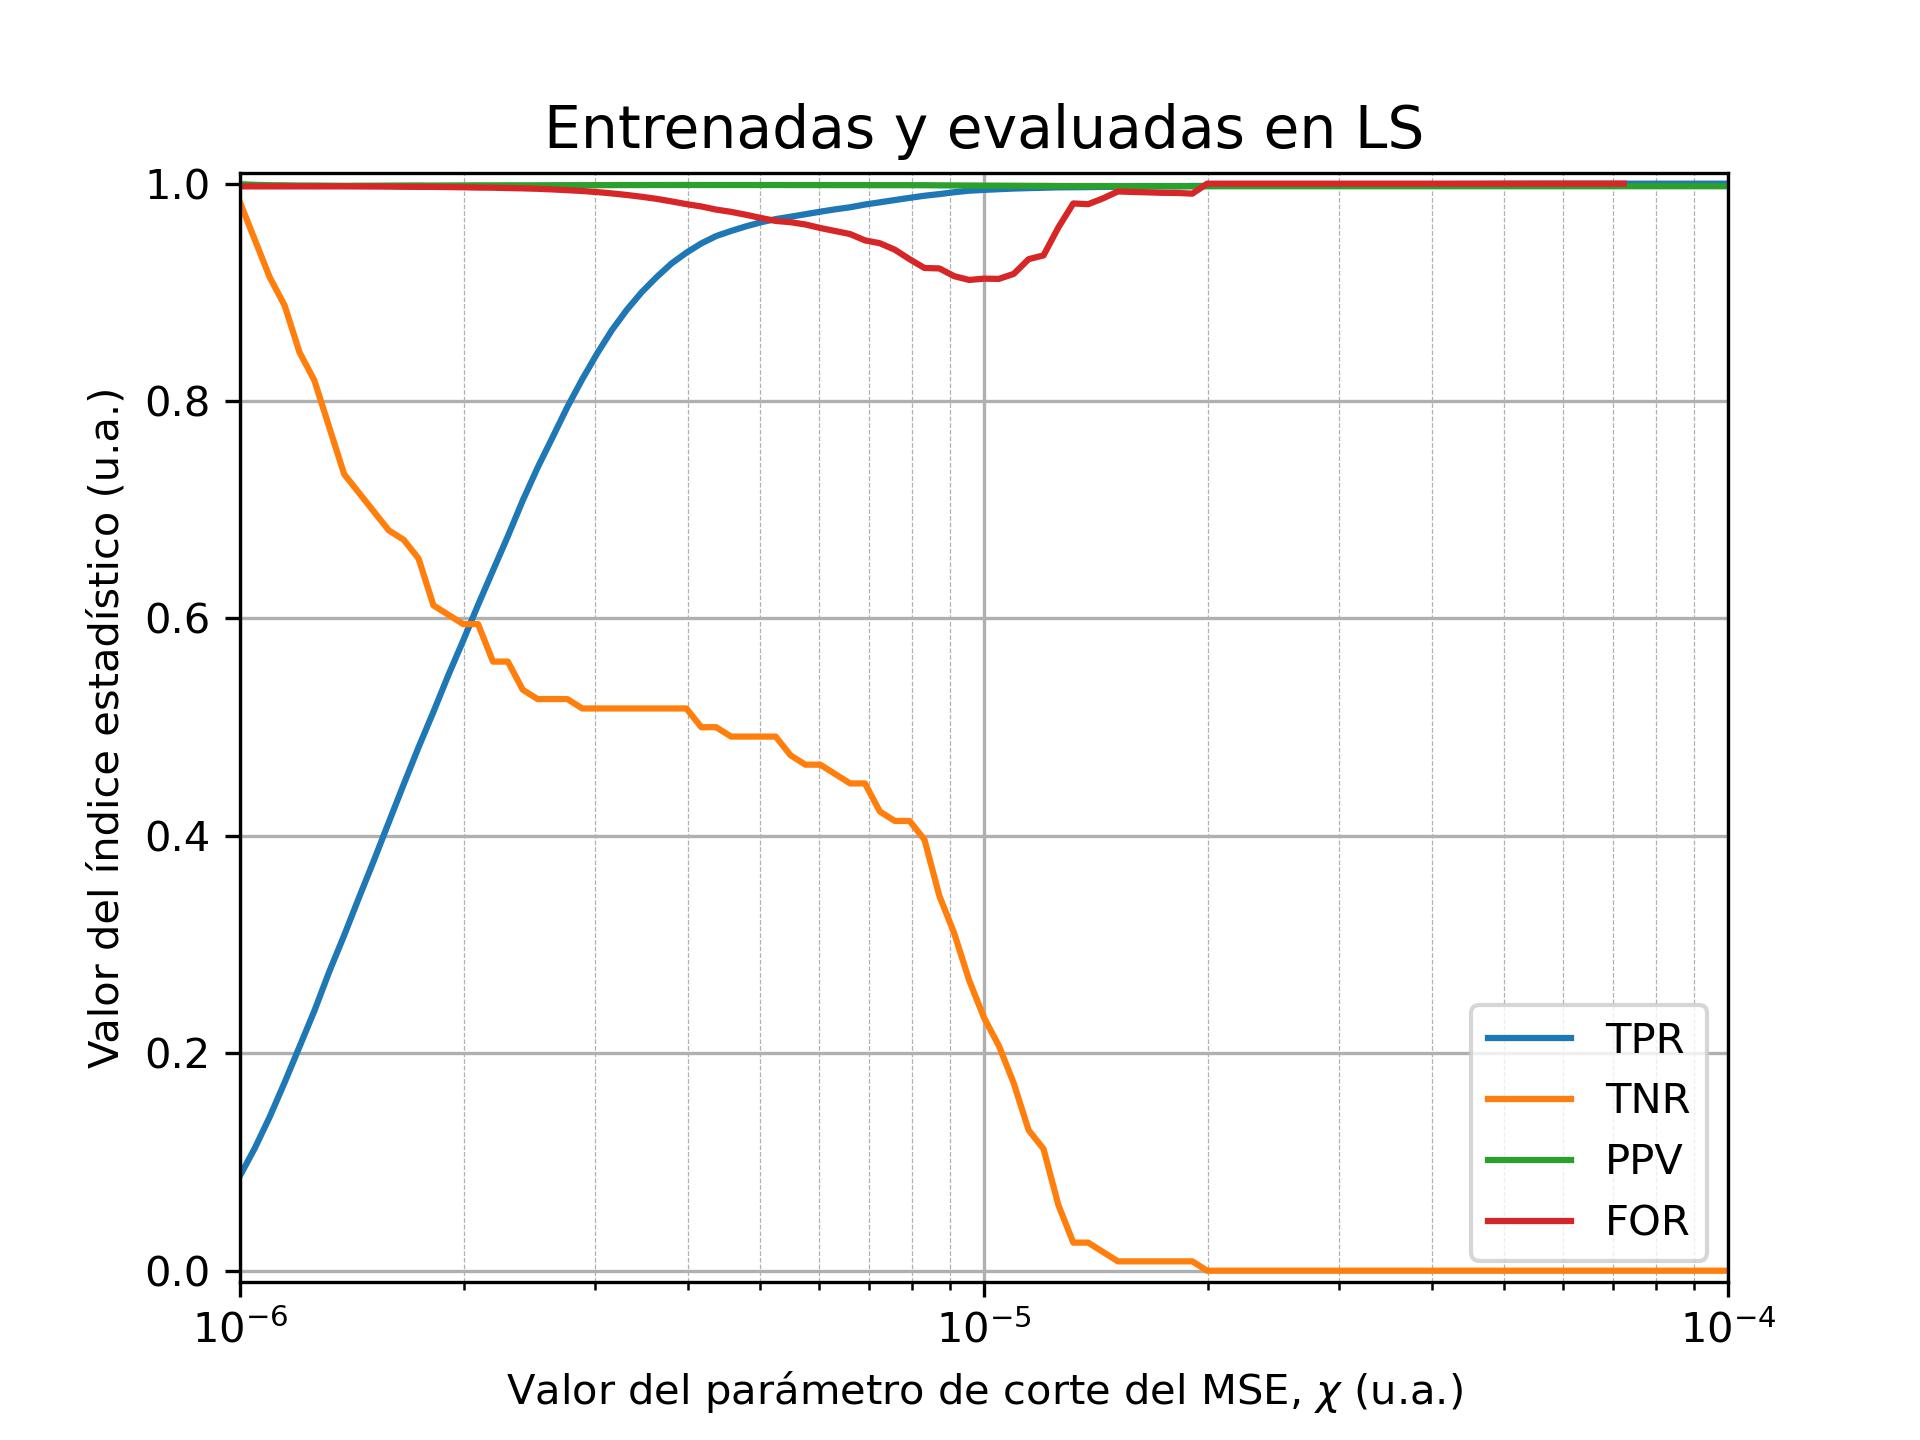 Entrenadas y evaluadas en LS
Valor del índice estadístico (u.a.)
1.0
0.8
0.6
0.4
0.2
0.0
10⁻⁶
10⁻⁵
10⁻⁴
Valor del parámetro de corte del MSE, χ (u.a.)
TPR
TNR
PPV
FOR